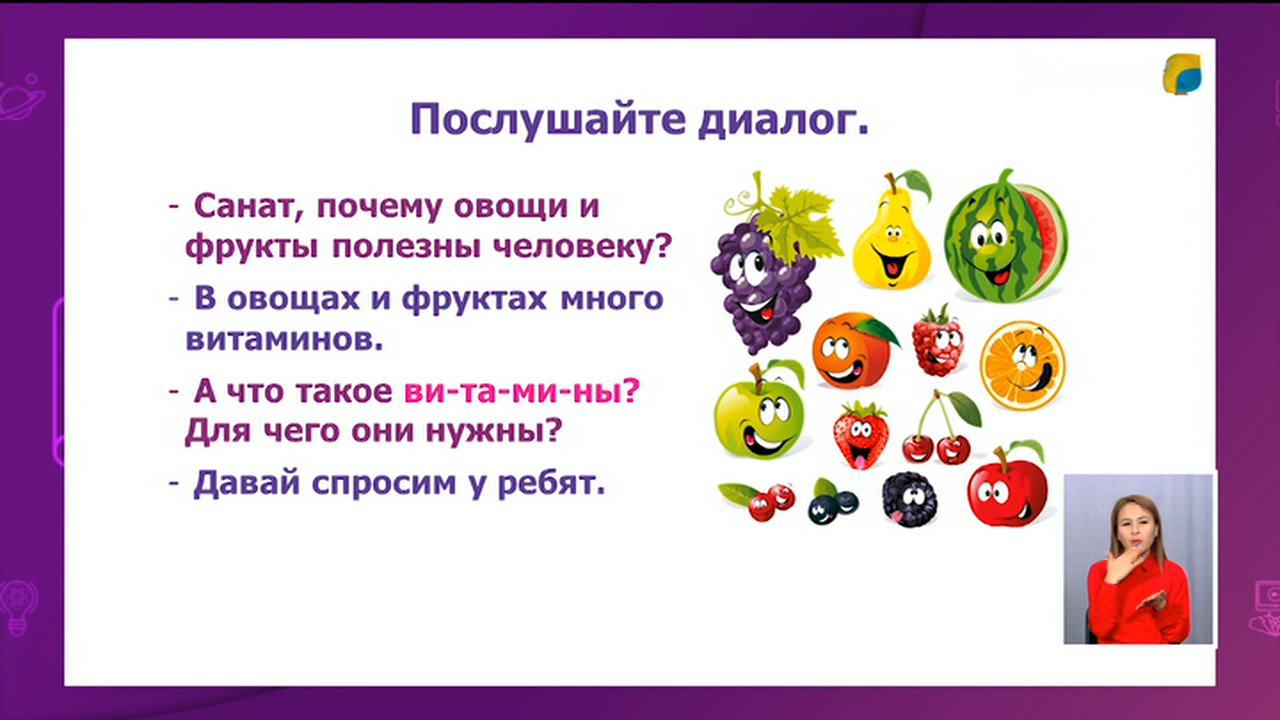 Послушайте диалог.
- Санат, почему овощи и
фрукты полезны человеку?
- В овощах и фруктах много
витаминов.
- А что такое ви-та-ми-ны?
Для чего они нужны?
- Давай спросим у ребят.